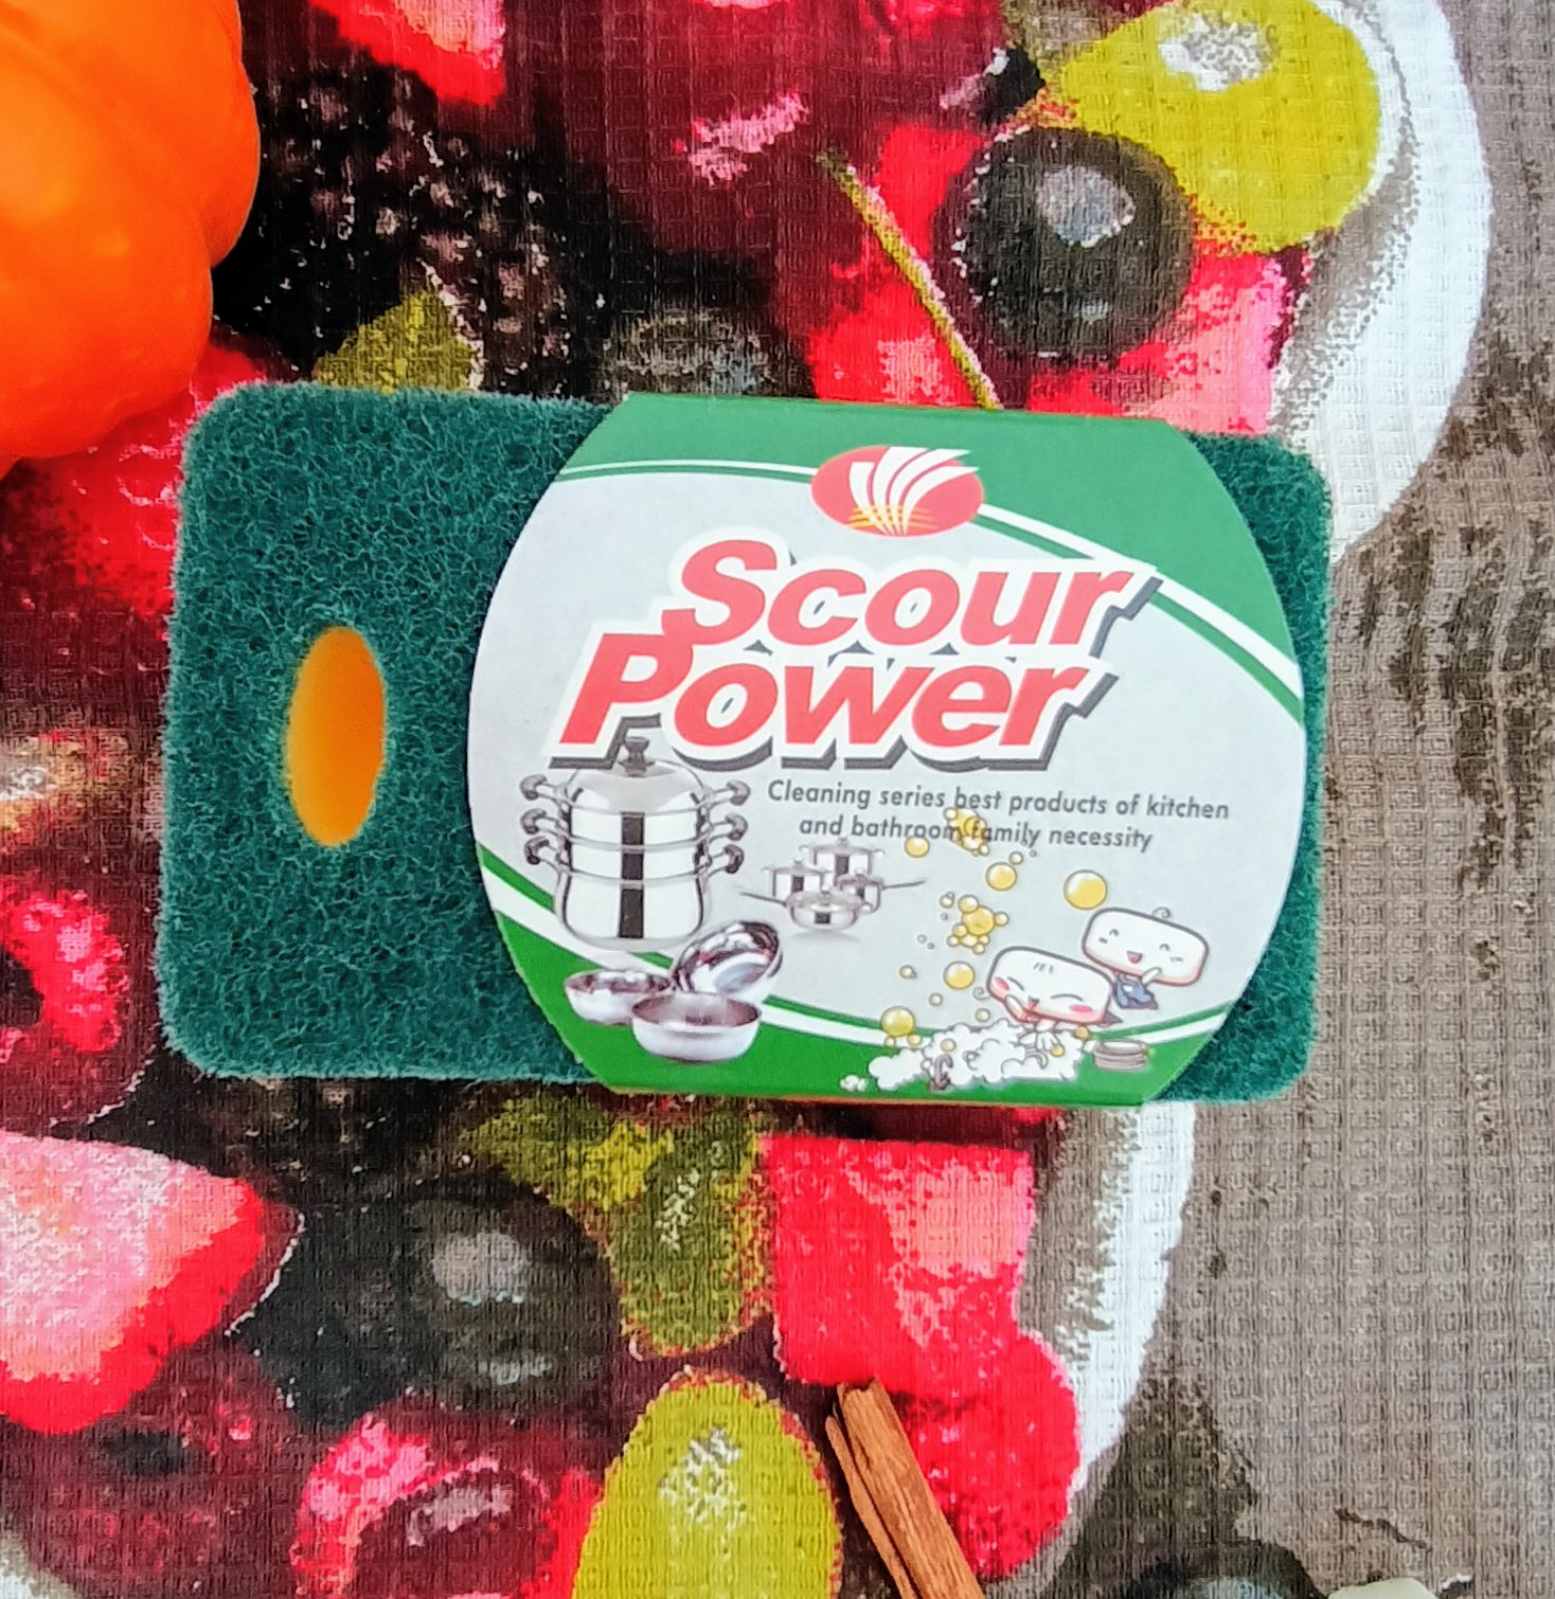 Scour
Power
Cleaning series best products of kitchen
and bathroom family necessity